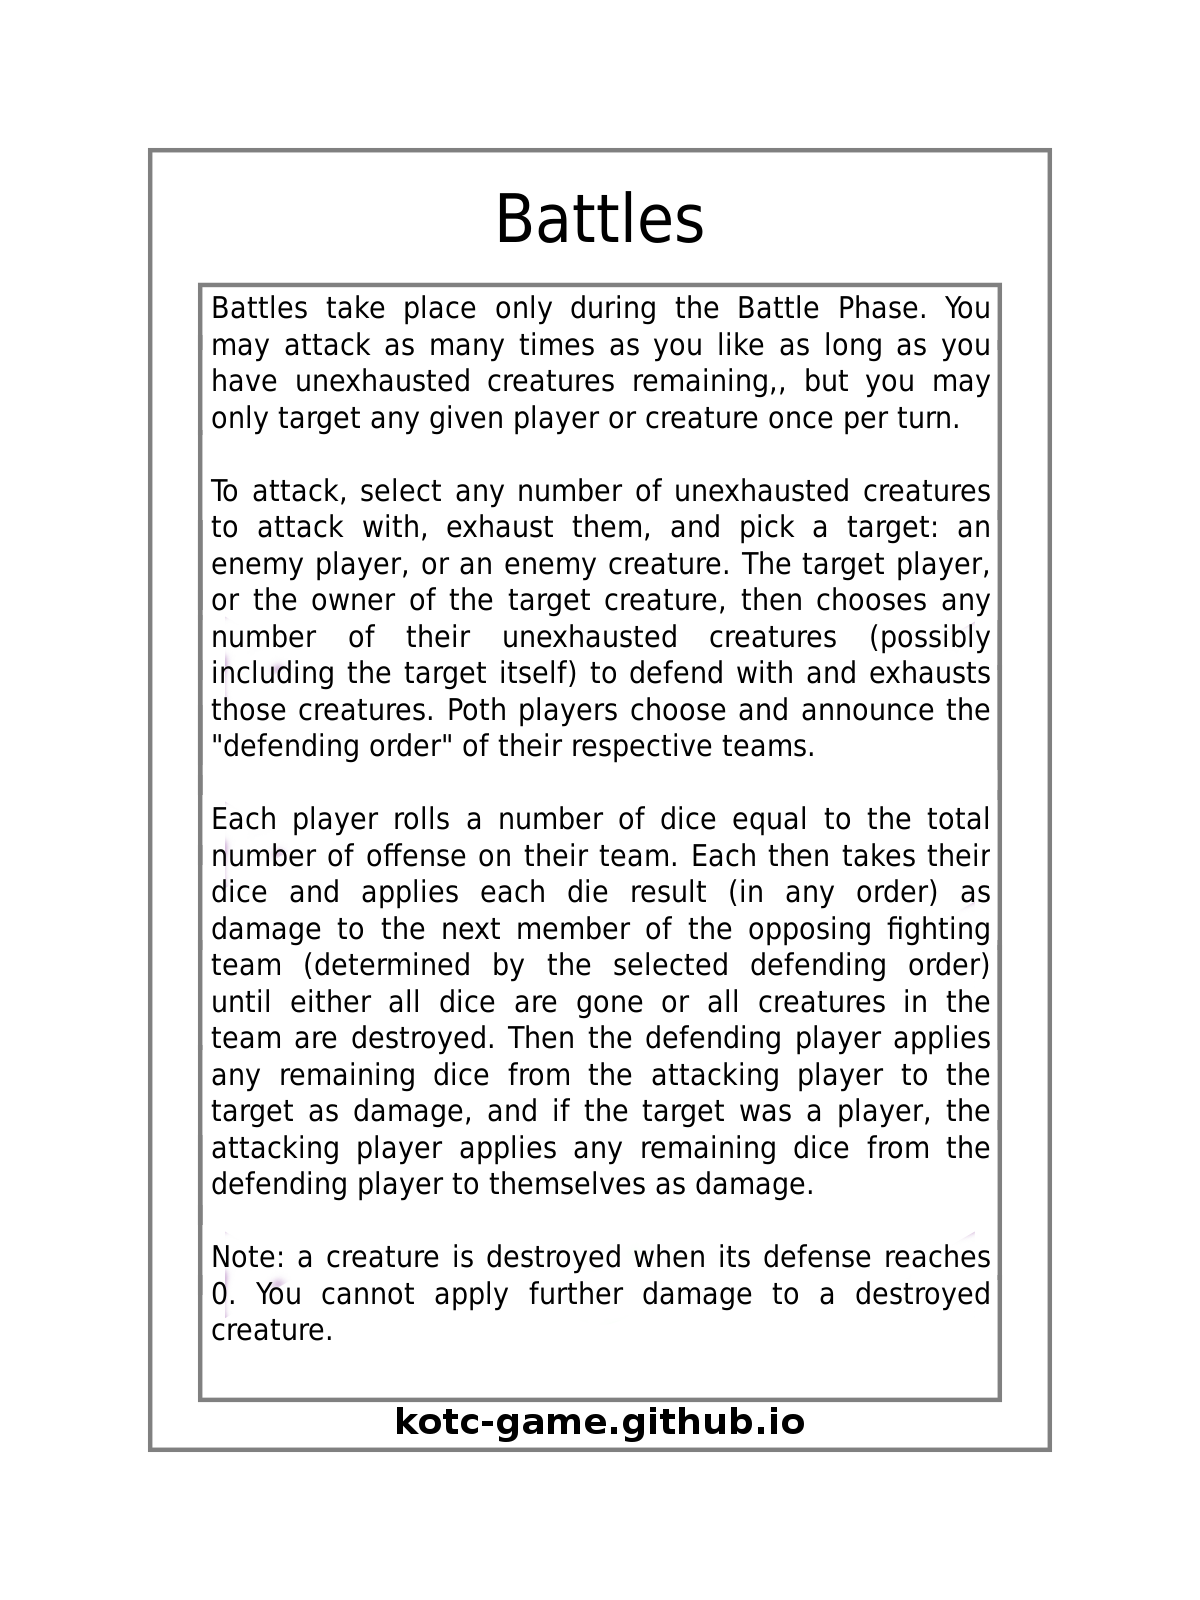 Battles
Battles take place only during the Battle Phase. You
may attack as many times as you like as long as you
have unexhausted creatures remaining,, but you may
only target any given player or creature once per turn.
To attack, select any number of unexhausted creatures
to attack with, exhaust them, and pick a target: an
enemy player, or an enemy creature. The target player,
or the owner of the target creature, then chooses any
number of their unexhausted creatures (possibly
including the target itself) to defend with and exhausts
those creatures. Poth players choose and announce the
"defending order" of their respective teams.
Each player rolls a number of dice equal to the total
number of offense on their team. Each then takes their
dice and applies each die result (in any order) as
damage to the next member of the opposing fighting
team (determined by the selected defending order)
until either all dice are gone or all creatures in the
team are destroyed. Then the defending player applies
any remaining dice from the attacking player to the
target as damage, and if the target was a player, the
attacking player applies any remaining dice from the
defending player to themselves as damage.
Note: a creature is destroyed when its defense reaches
0. You cannot apply further damage to a destroyed
creature.
kotc-game.github.io